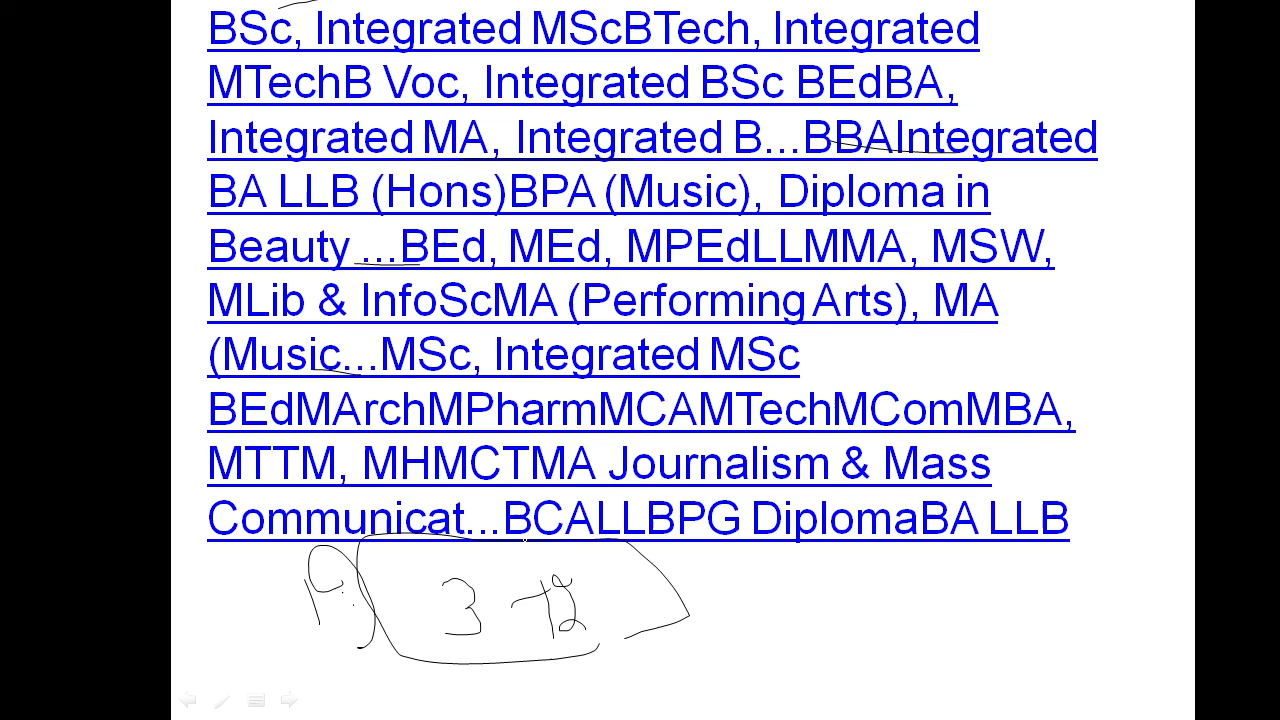 BSc, Integrated MScBTech, Integrated
MTechB Voc, Integrated BSc BEdBA,
Integrated MA, Integrated B...BBAIntegrated
BA LLB (Hons)BPA (Music), Diploma in
Beauty ...BEd, MEd, MPEdLLMMA, MSW,
MLib & InfoScMA (Performing Arts), MA
(Music...MSc, Integrated MSc
BEdMArchMPharmMCAMTechMComMBA,
MTTM, MHMCTMA Journalism & Mass
Communicat...BCALLBPG DiplomaBA LLB
3